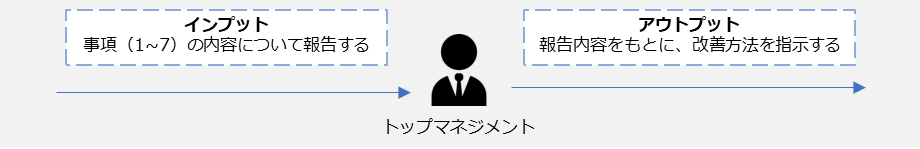 インプット
事項（1~7）の内容について報告する
アウトプット
報告内容をもとに、改善方法を指示する
トップマネジメント